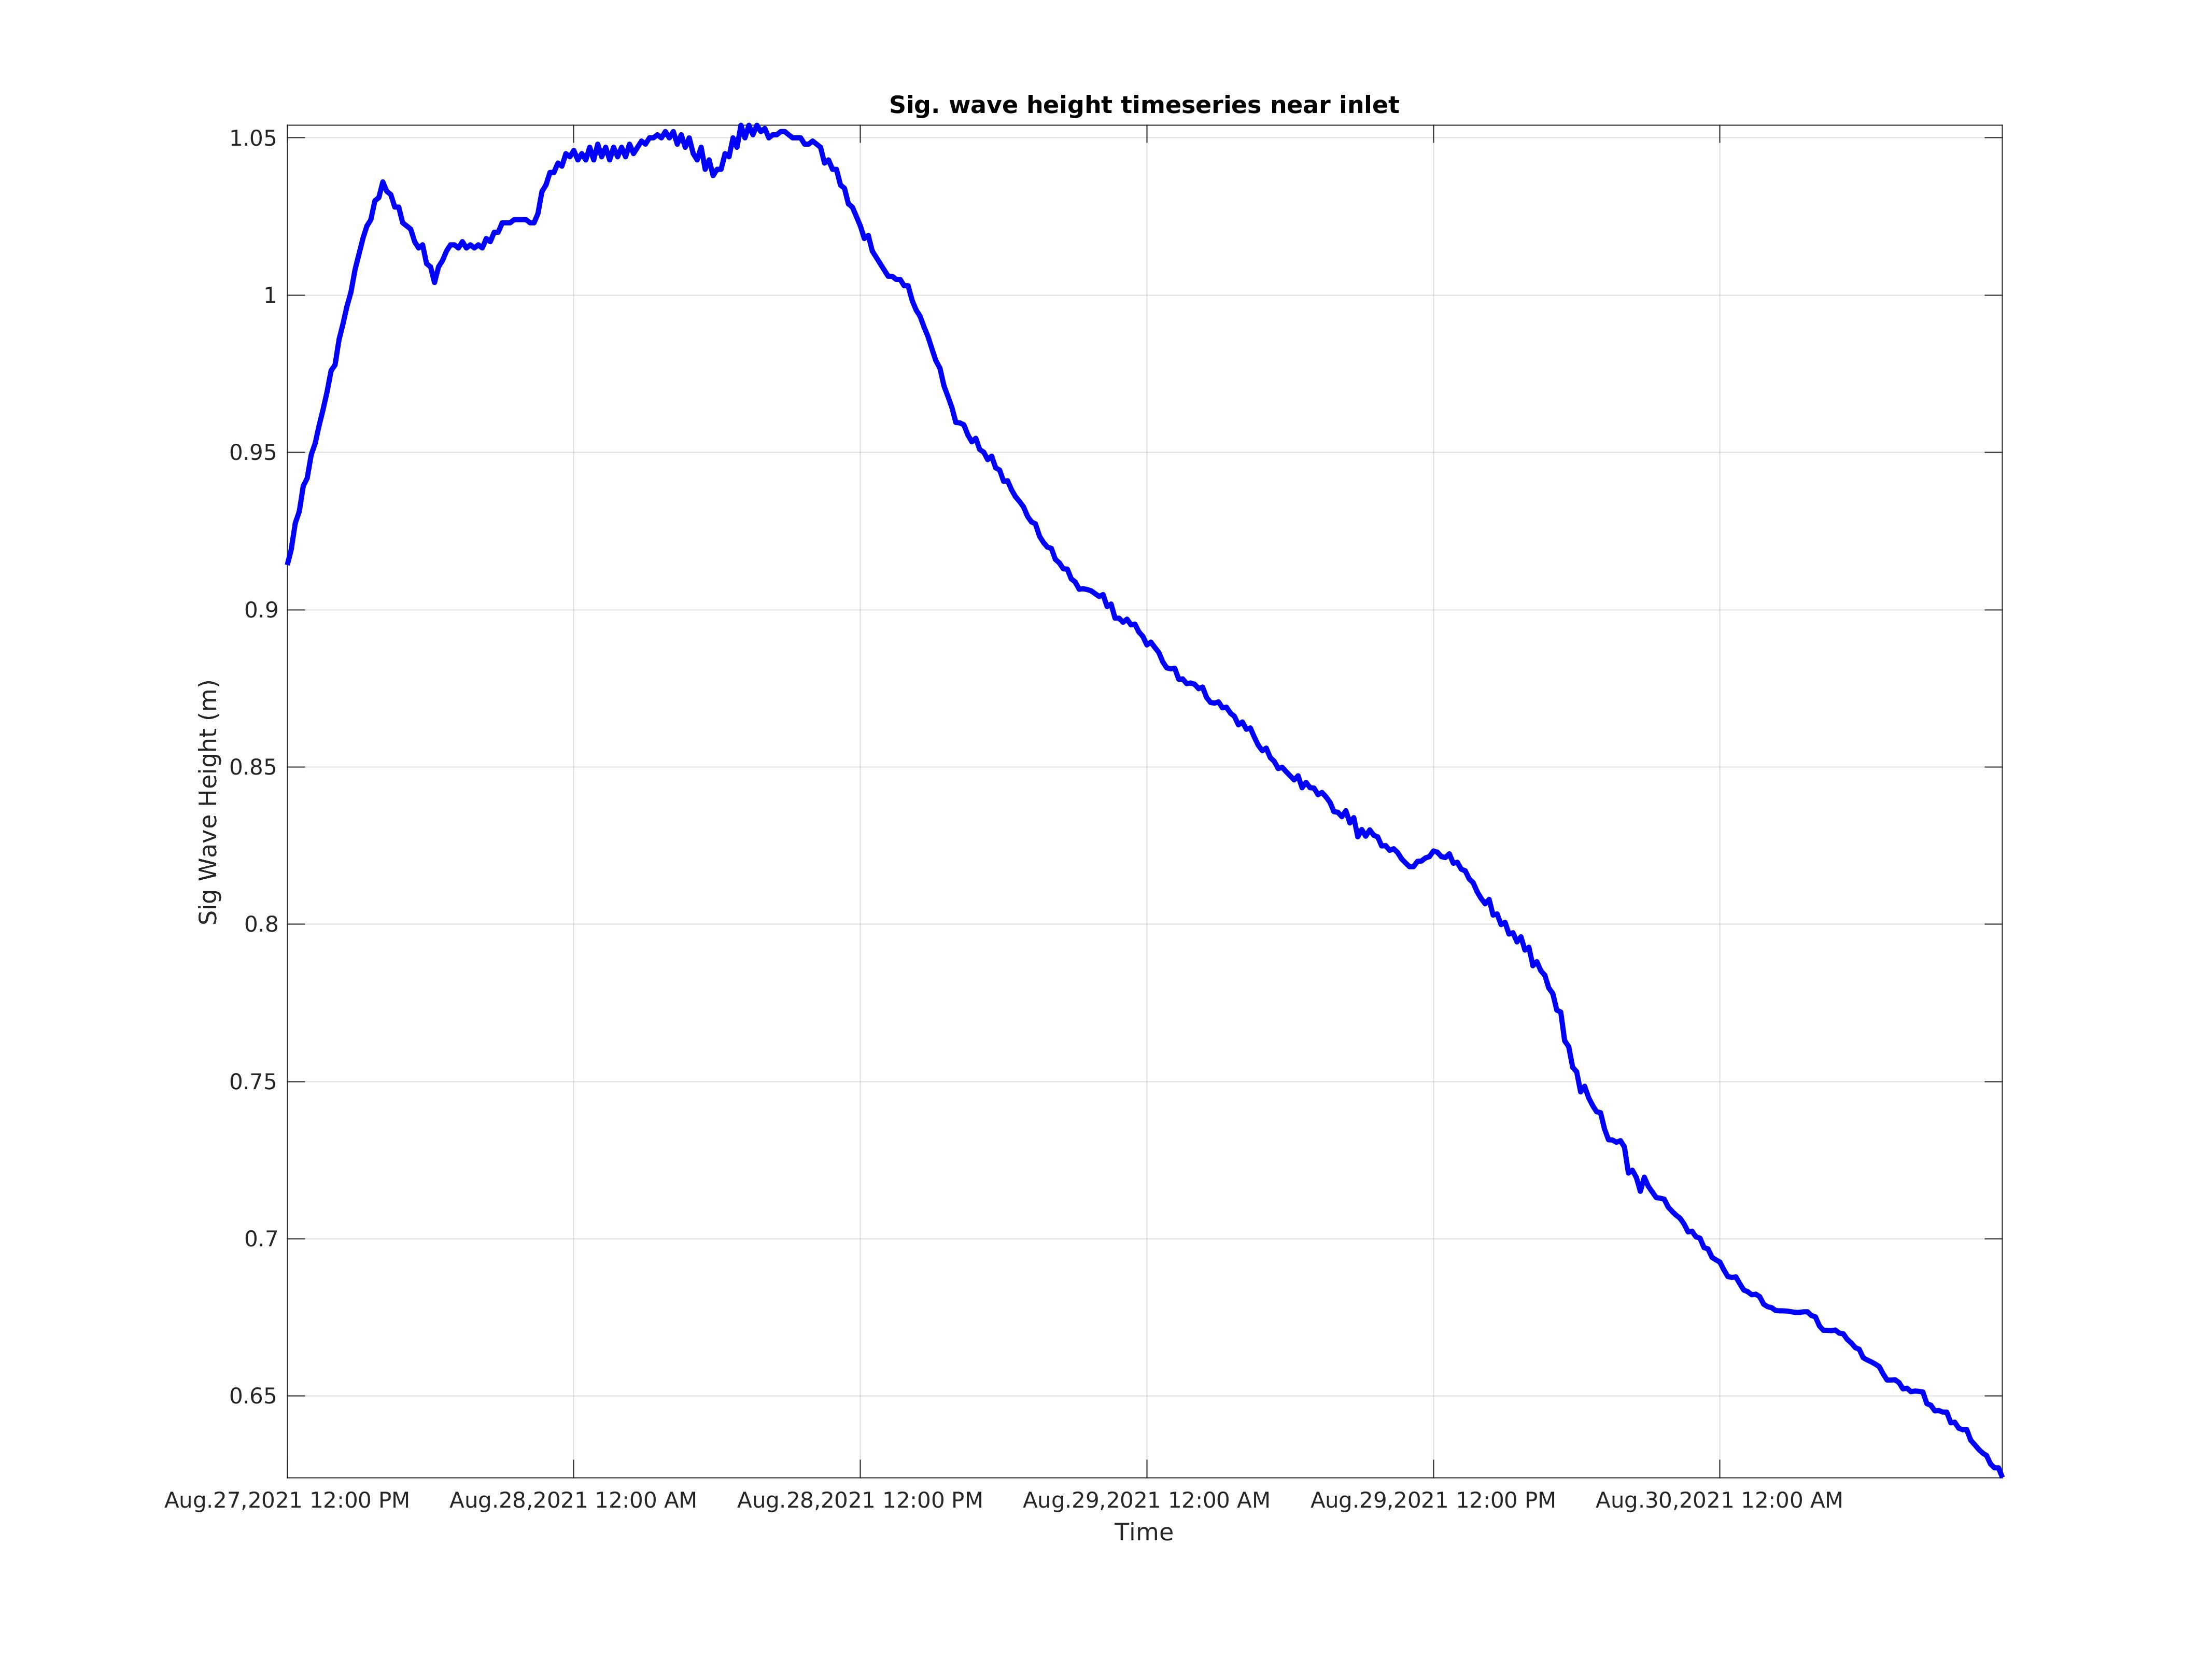 Sig. wave height timeseries near inlet
1.05
1
0.95
0.9
0.85
0.8
0.75
0.7
0.65
Sig Wave Height (m)
Aug.27,2021 12:00 PM
Aug.28,2021 12:00 AM
Aug.28,2021 12:00 PM
Aug.29,2021 12:00 AM
Aug.29,2021 12:00 PM
Aug.30,2021 12:00 AM
Time